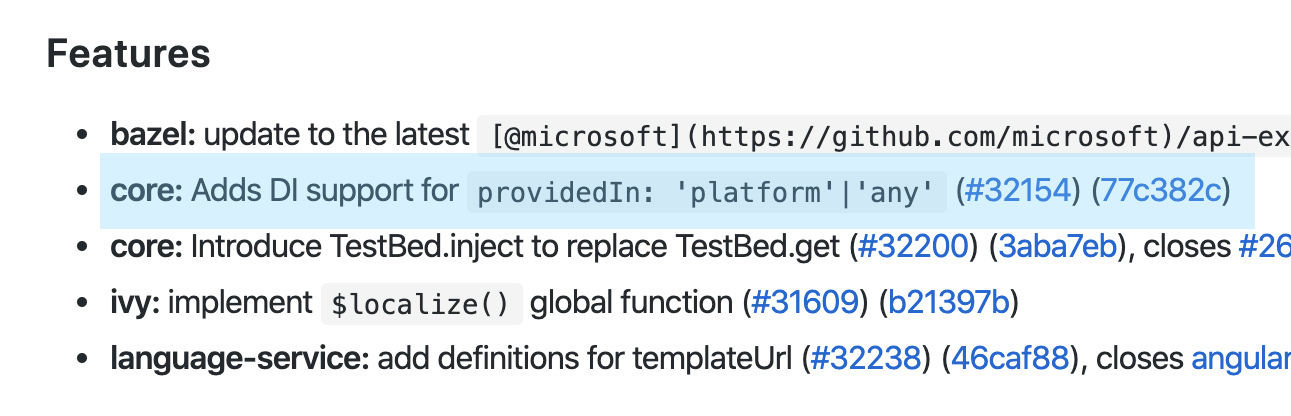 Features
• bazel: update to the latest [@microsoft](https://github.com/microsoft)/api-ex
• core: Adds DI support for providedIn: 'platform'|'any' (#32154) (77c382c)
• core: Introduce TestBed.inject to replace TestBed.get (#32200) (3aba7eb), closes #26
• ivy: implement $localize() global function (#31609) (b21397b)
• language-service: add definitions for templateUrl (#32238) (46caf88), closes angular